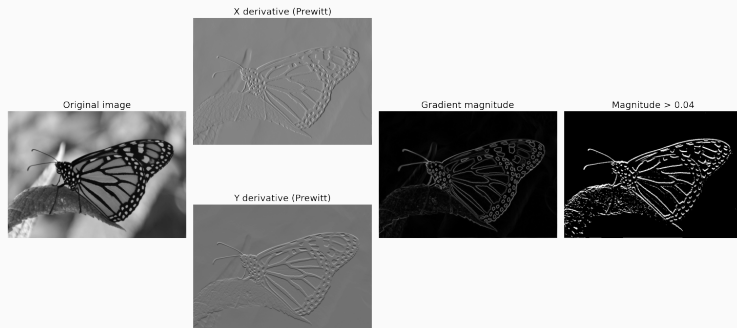 X derivative (Prewitt)
Original image
Gradient magnitude
Magnitude > 0.04
Y derivative (Prewitt)